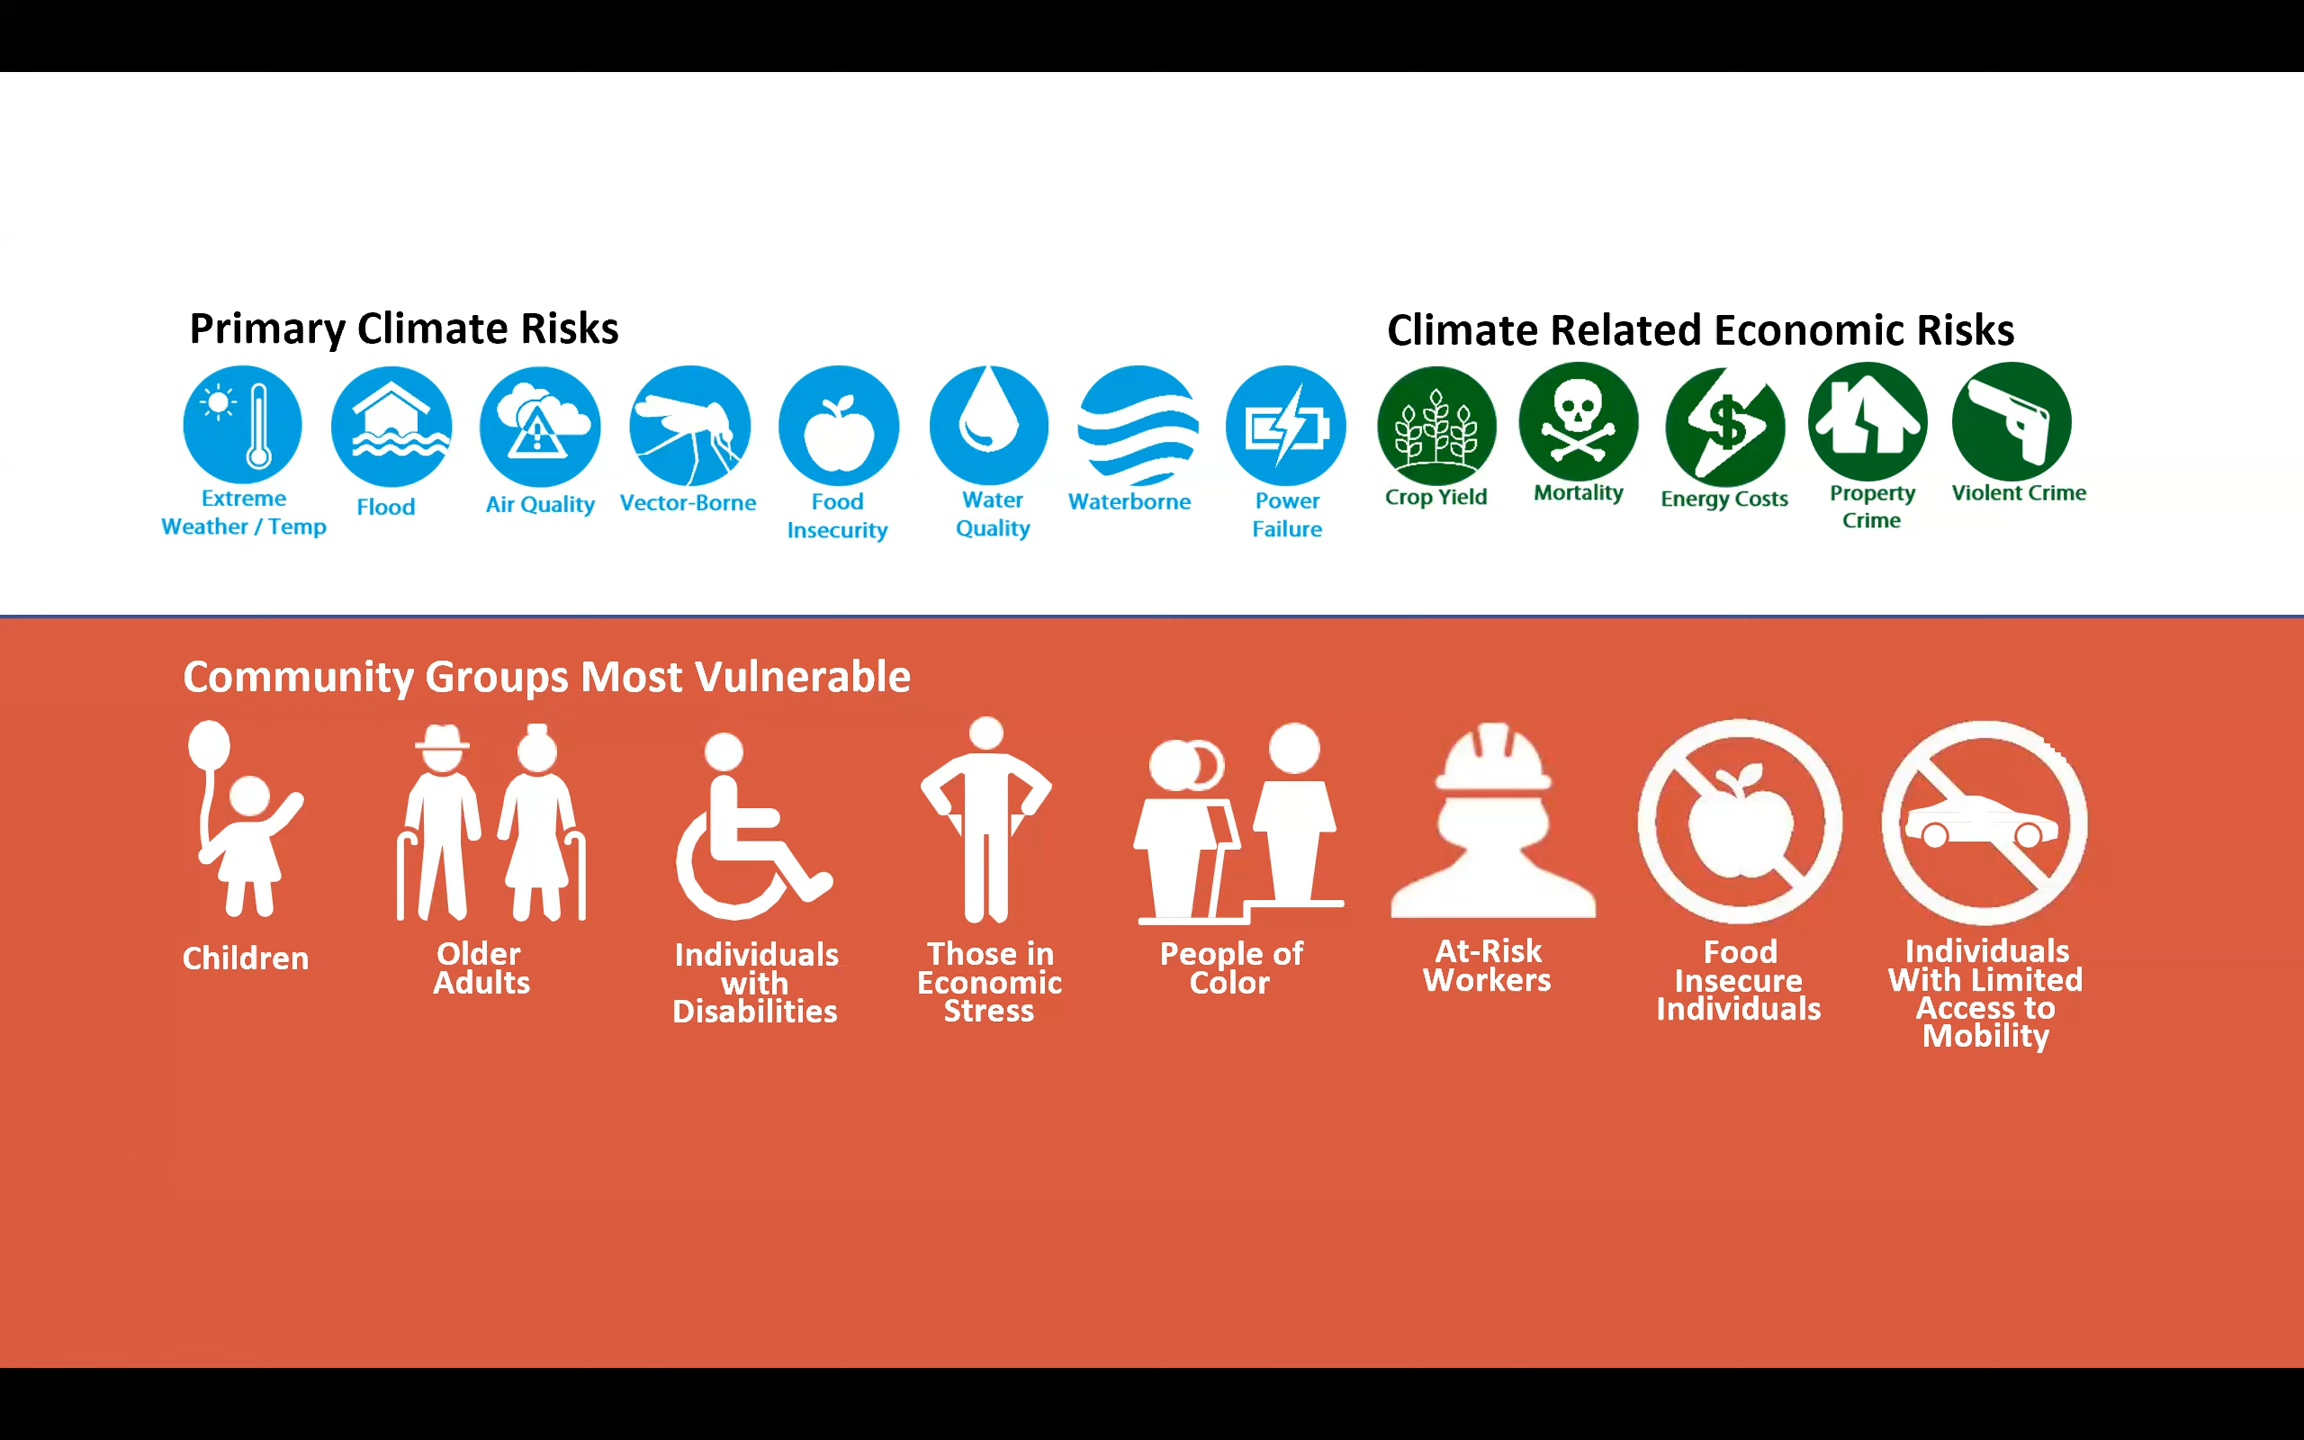 Primary Climate Risks
Extreme
Weather / Temp
Flood
Air Quality
Vector-Borne
Food
Insecurity
Water
Quality
Waterborne
Power
Failure
Climate Related Economic Risks
Crop Yield
Mortality
Energy Costs
Property
Crime
Violent Crime
Community Groups Most Vulnerable
Children
Older
Adults
Individuals
with
Disabilities
Those in
Economic
Stress
People of
Color
At-Risk
Workers
Food
Insecure
Individuals
Individuals
With Limited
Access to
Mobility